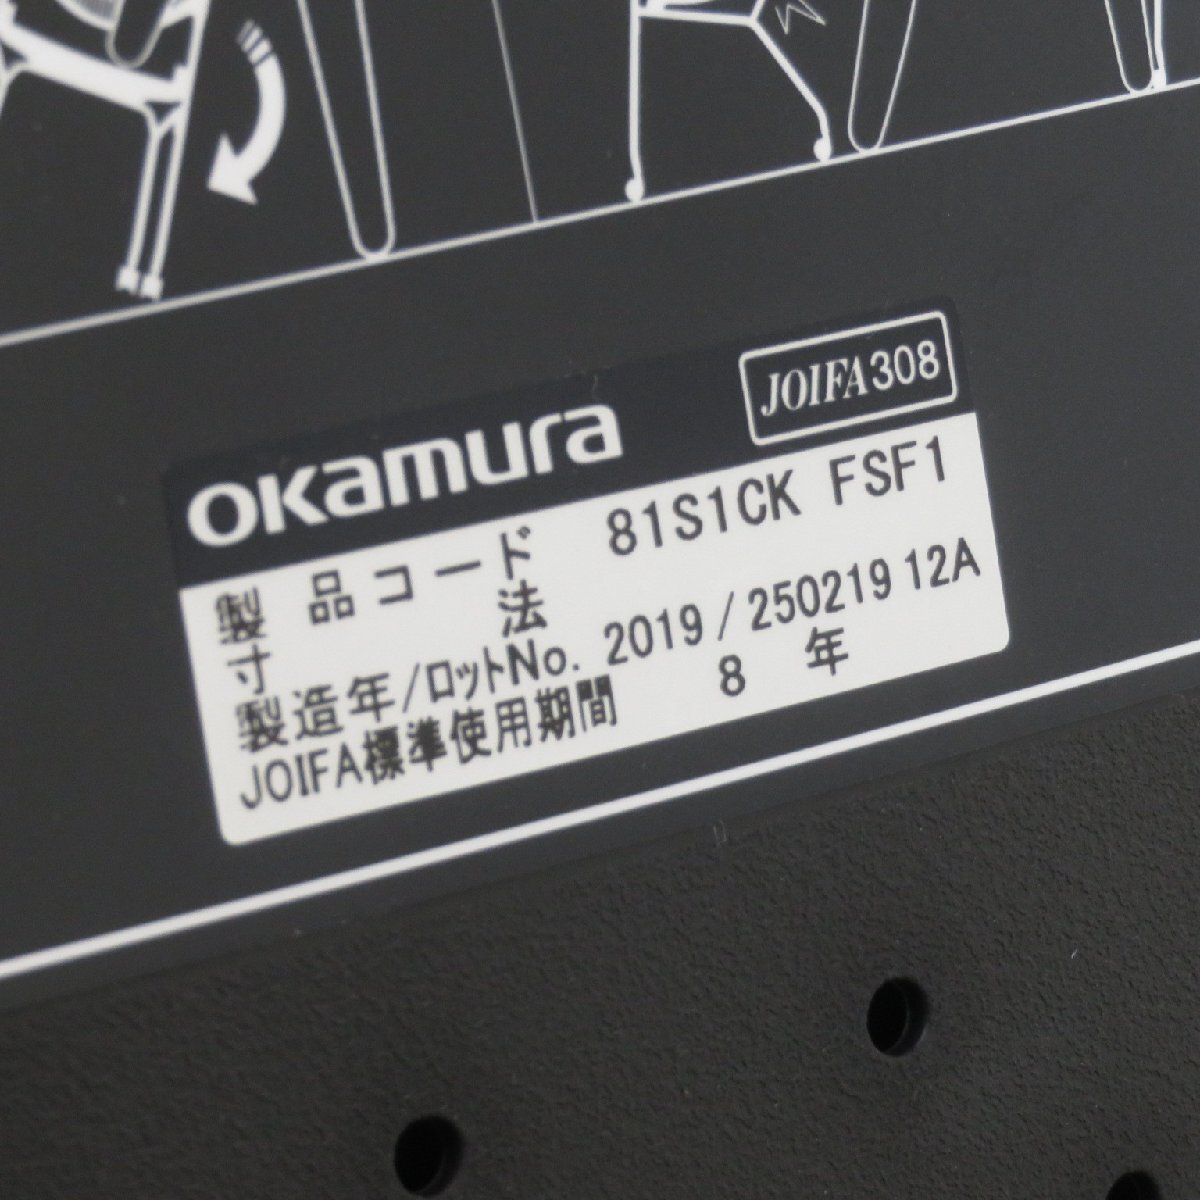 okamura JOIFA308
製品コード 81S1CK FSF1
寸法
製造年/ロットNo. 2019 / 250219 12A
JOIFA標準使用期間 8 年